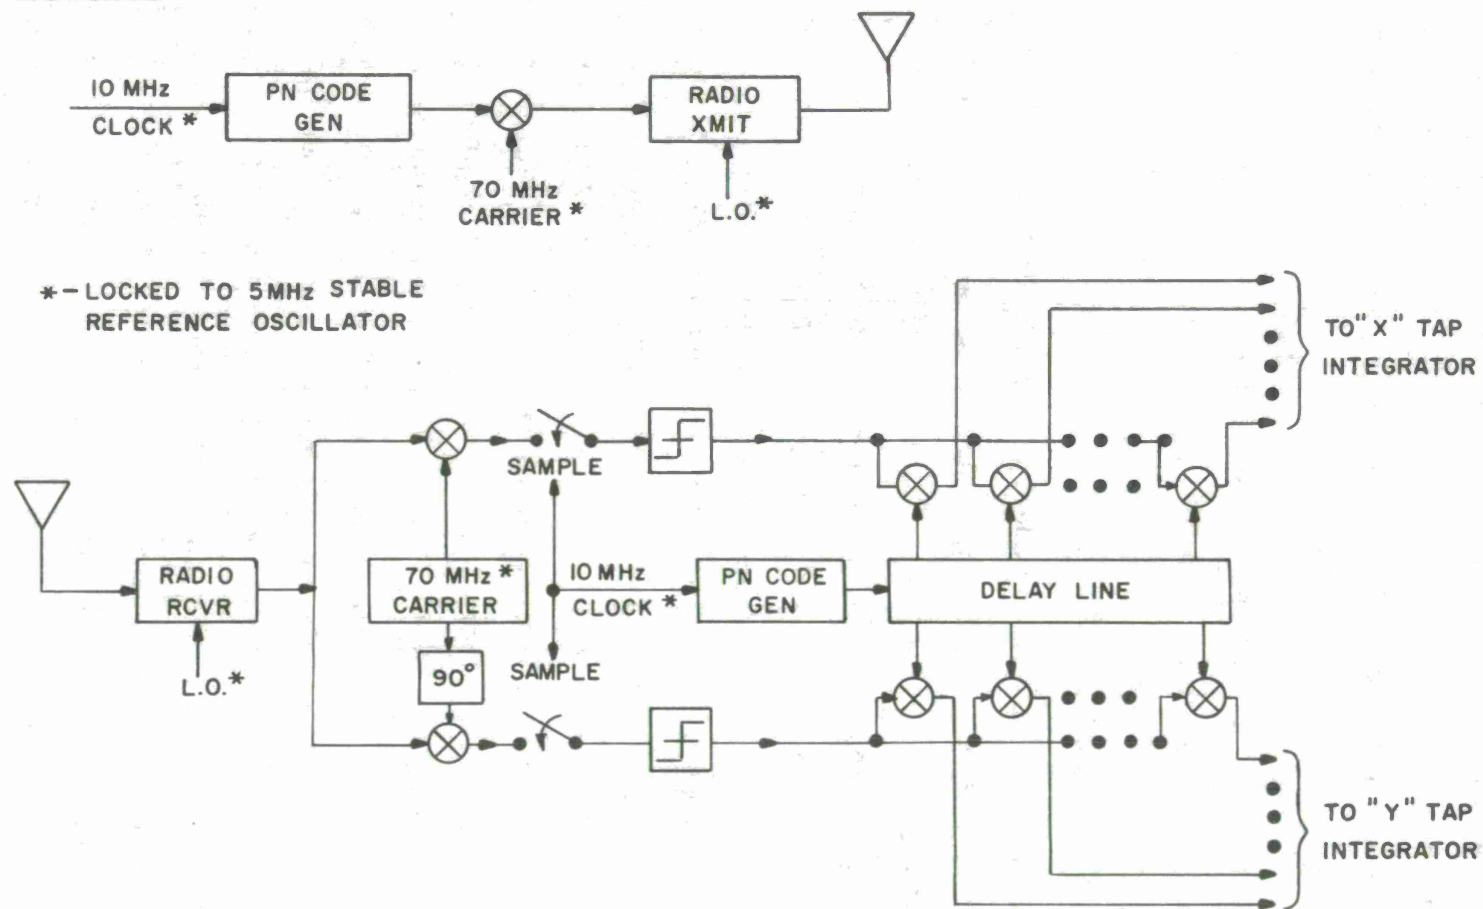 10 MHz
CLOCK *
PN CODE
GEN
70 MHz
CARRIER *
RADIO
XMIT
L.O.*
*-LOCKED TO 5MHz STABLE
REFERENCE OSCILLATOR
TO "X" TAP
INTEGRATOR
SAMPLE
RADIO
RCVR
L.O.*
70 MHz *
CARRIER
90°
10 MHz
CLOCK *
SAMPLE
PN CODE
GEN
DELAY LINE
TO "Y" TAP
INTEGRATOR